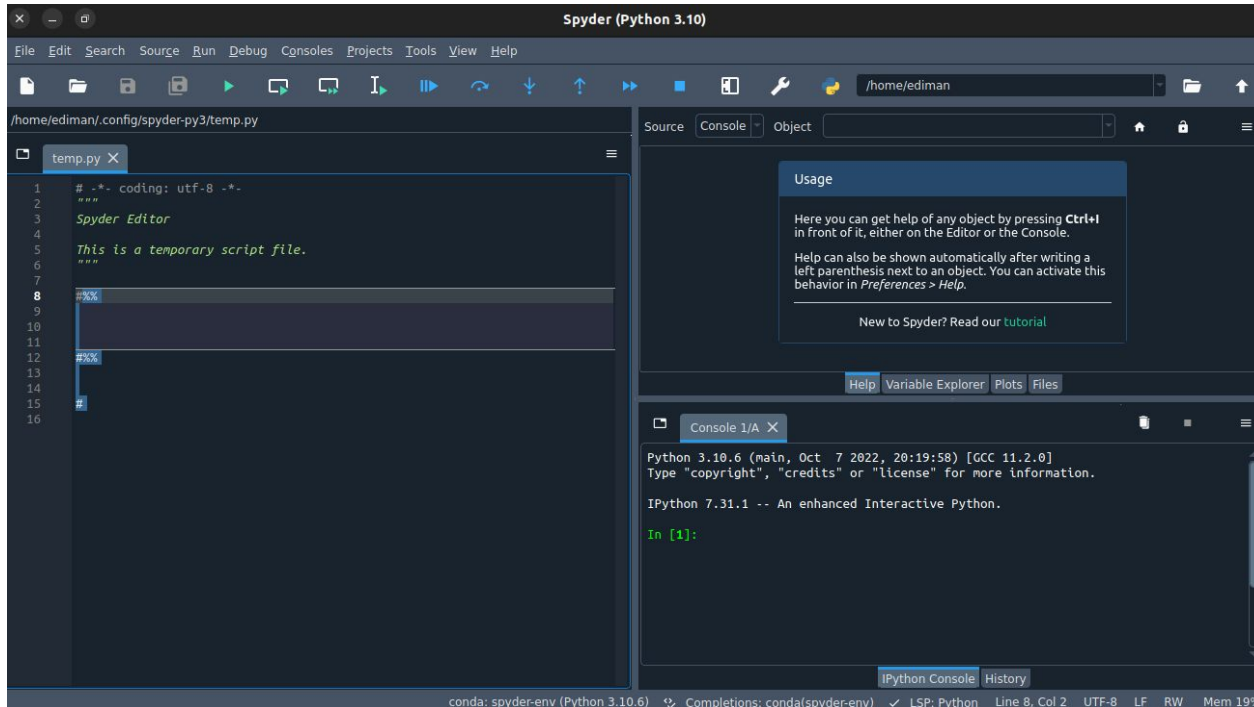 Spyder (Python 3.10)
File Edit Search Source Run Debug Consoles Projects Tools View Help
/home/ediman
/home/ediman/.config/spyder-py3/temp.py
temp.py
1 # -*- coding: utf-8 -*-
2 """
3 Spyder Editor
4
5 This is a temporary script file.
6 """
7
8 #%%
9
10
11
12 #%%
13
14
15 #
16
Source Console Object
Usage
Here you can get help of any object by pressing Ctrl+I
in front of it, either on the Editor or the Console.
Help can also be shown automatically after writing a
left parenthesis next to an object. You can activate this
behavior in Preferences > Help.
New to Spyder? Read our tutorial
Help Variable Explorer Plots Files
Console 1/A
Python 3.10.6 (main, Oct  7 2022, 20:19:58) [GCC 11.2.0]
Type "copyright", "credits" or "license" for more information.
IPython 7.31.1 -- An enhanced Interactive Python.
In [1]:
IPython Console History
conda: spyder-env (Python 3.10.6) Completions: conda(spyder-env) ✓ LSP: Python Line 8, Col 2 UTF-8 LF RW Mem 19%